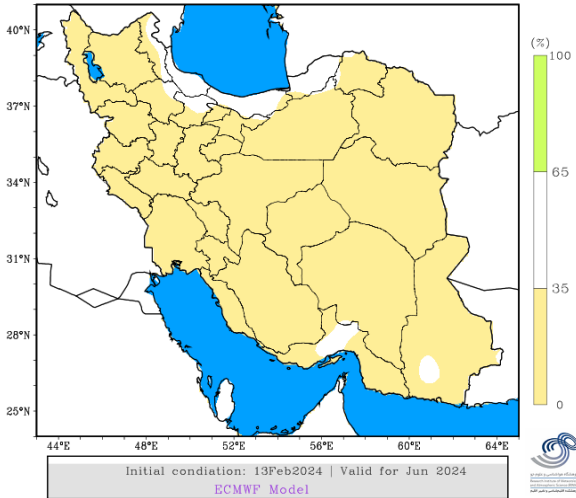 41°N
37°N
34°N
31°N
28°N
25°N
44°E 48°E 52°E 56°E 60°E 64°E
(%)
100
65
35
0
Initial condiation: 13Feb2024 | Valid for Jun 2024
ECMWF Model